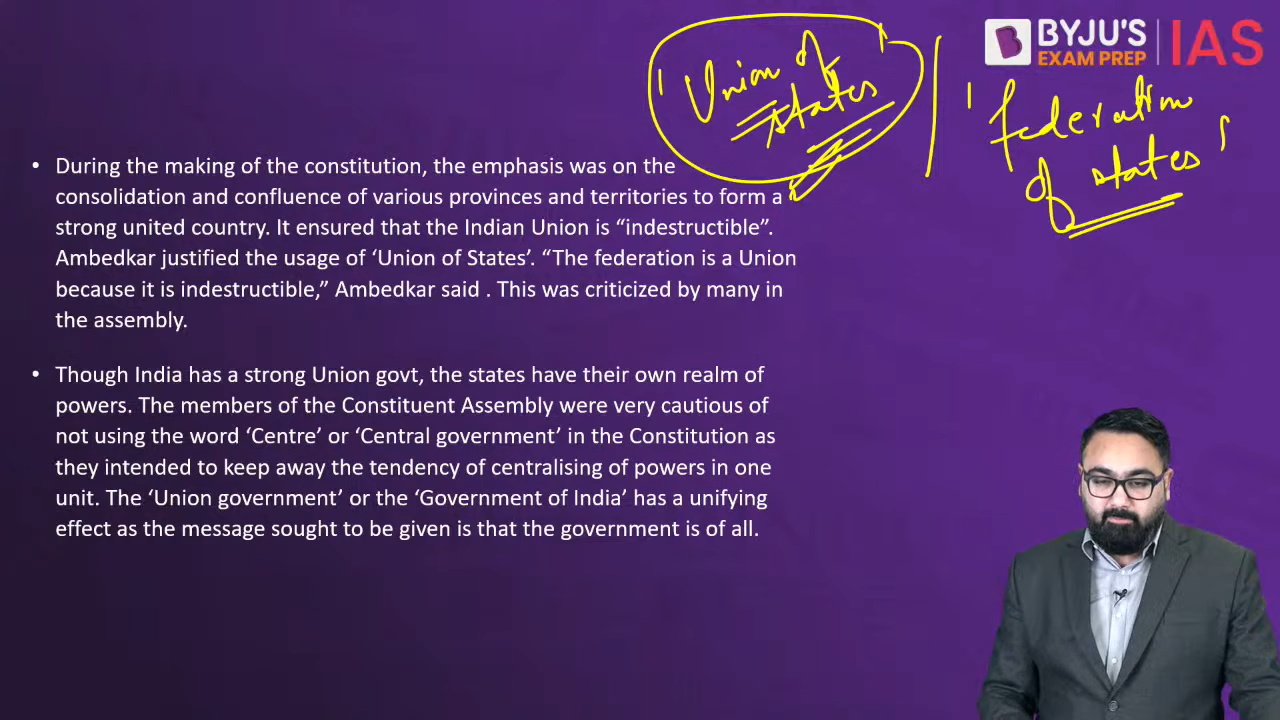 BYJU'S
EXAM PREP
IAS
'Union of
states'
'federation
of states'
• During the making of the constitution, the emphasis was on the
consolidation and confluence of various provinces and territories to form a
strong united country. It ensured that the Indian Union is “indestructible”.
Ambedkar justified the usage of ‘Union of States’. “The federation is a Union
because it is indestructible,” Ambedkar said . This was criticized by many in
the assembly.
• Though India has a strong Union govt, the states have their own realm of
powers. The members of the Constituent Assembly were very cautious of
not using the word ‘Centre’ or ‘Central government’ in the Constitution as
they intended to keep away the tendency of centralising of powers in one
unit. The ‘Union government’ or the ‘Government of India’ has a unifying
effect as the message sought to be given is that the government is of all.